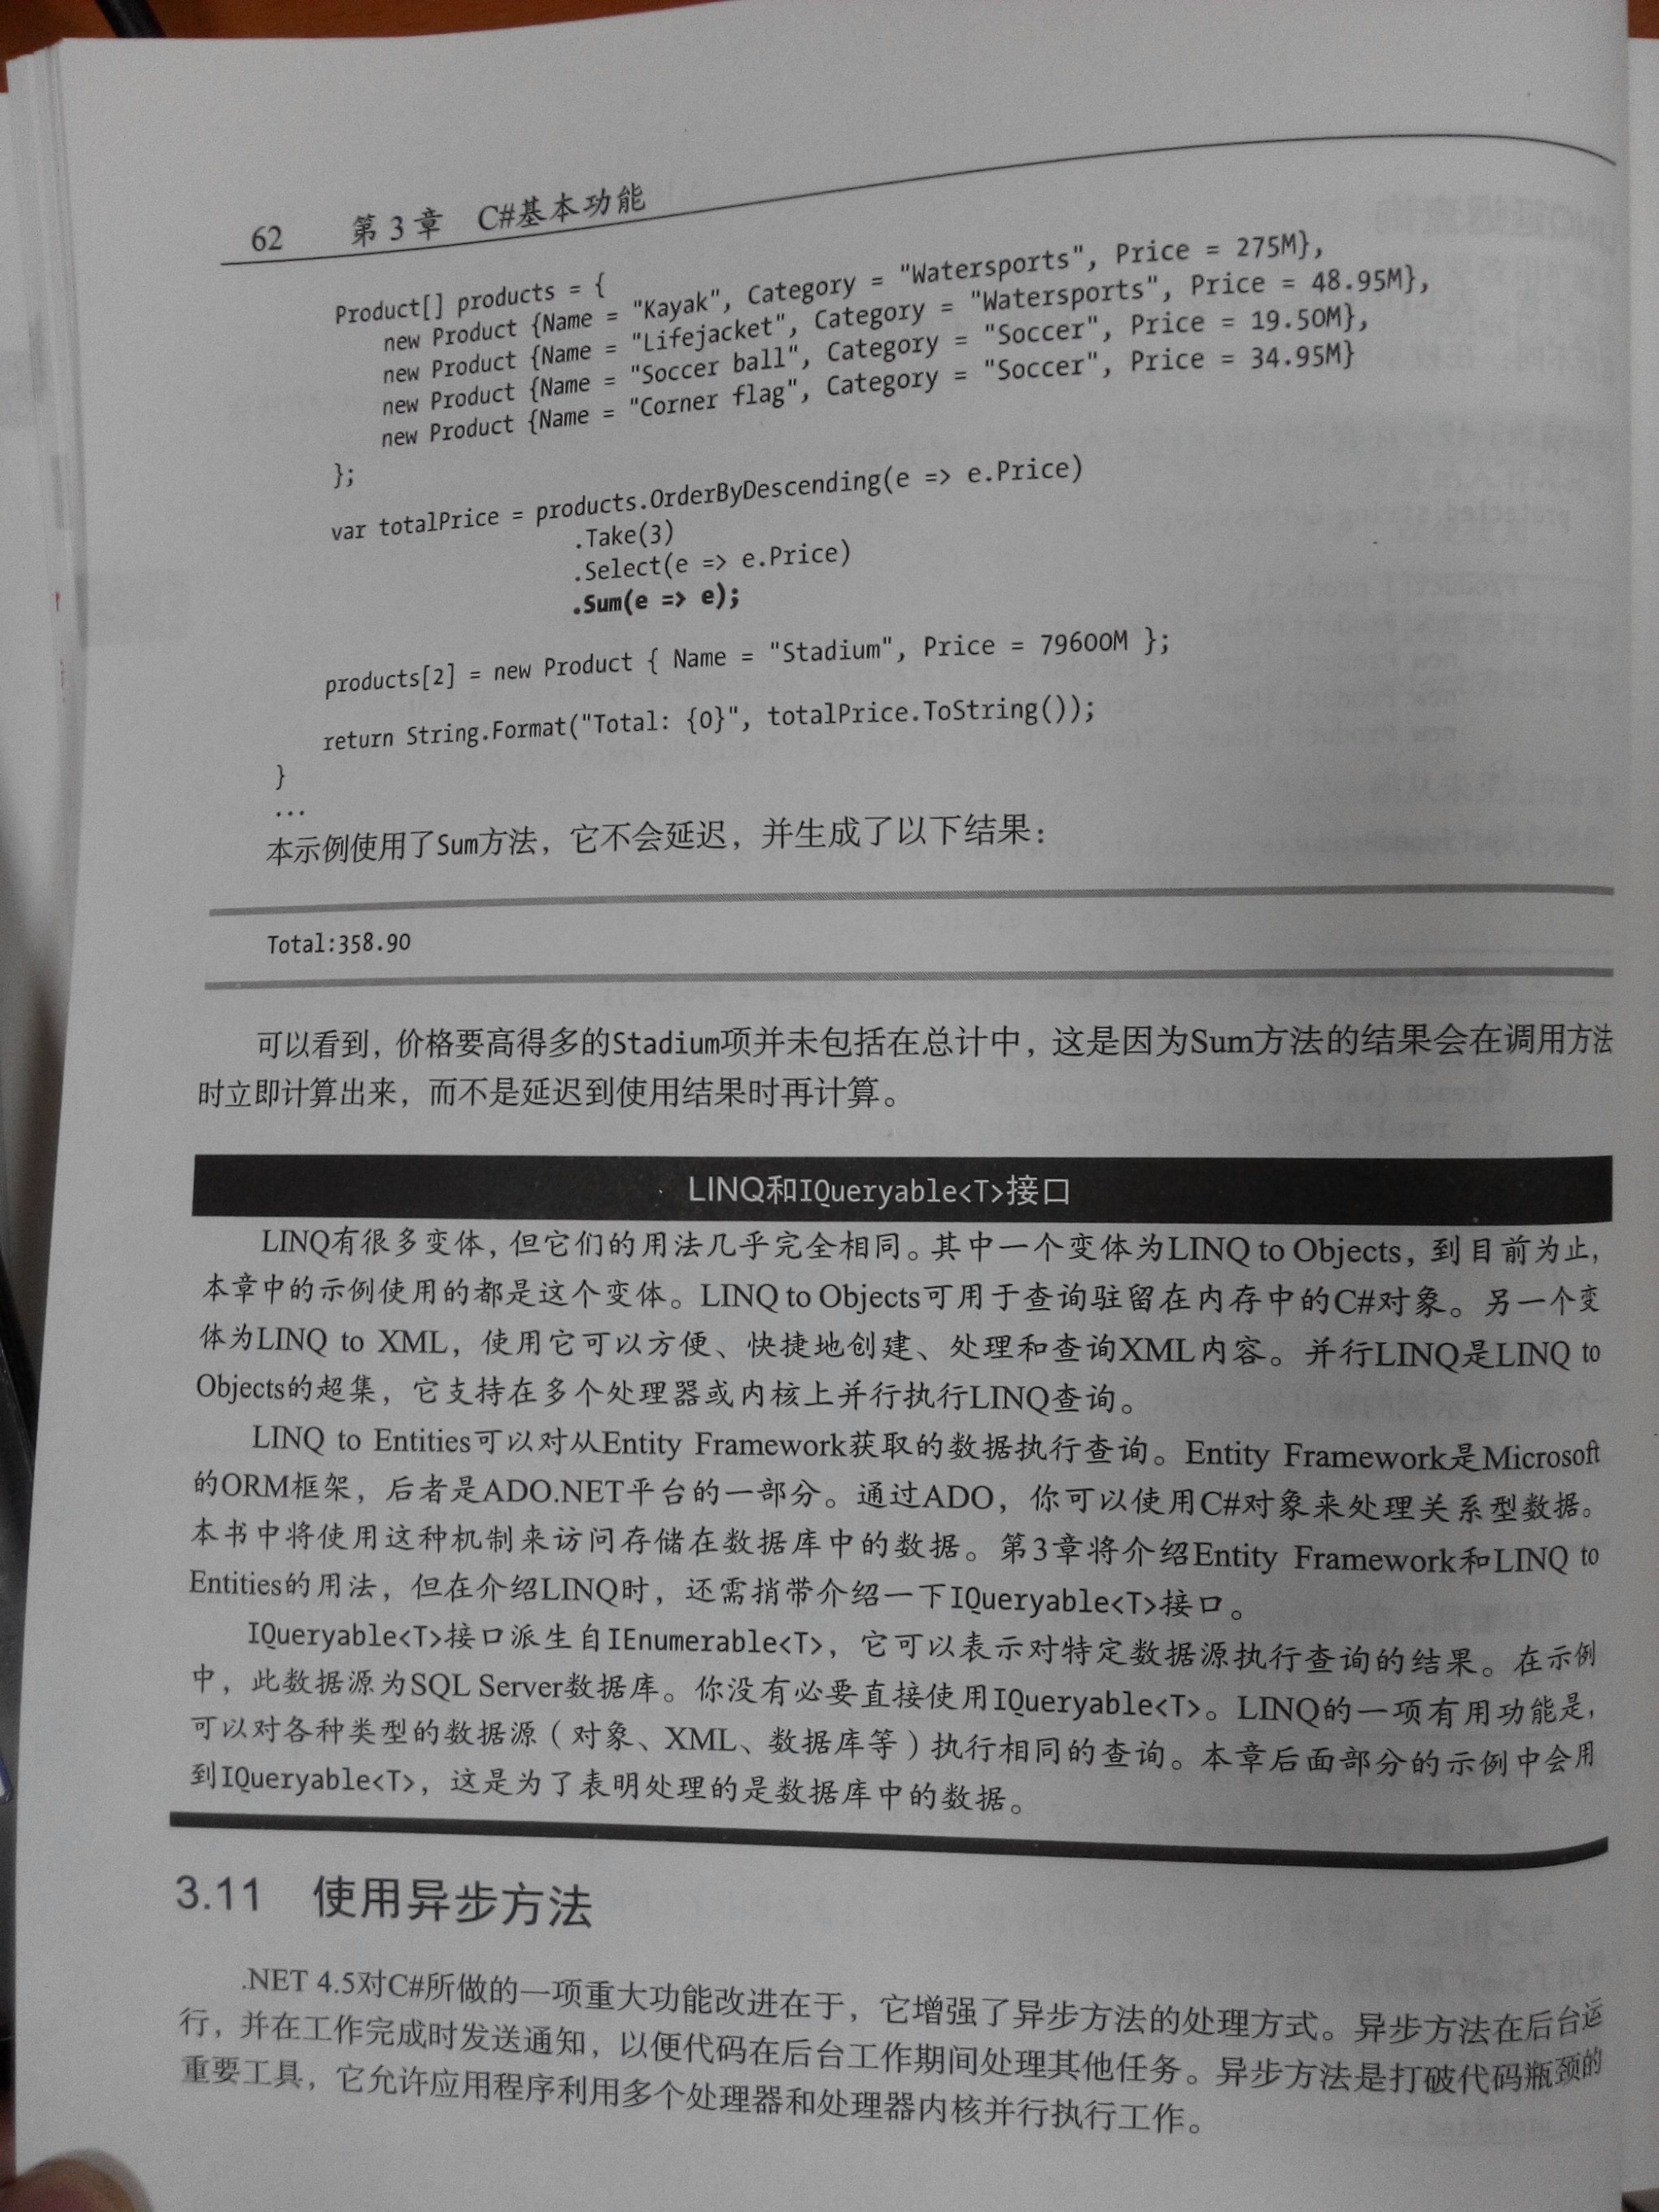 62 第3章 C#基本功能
Product[] products = {
new Product {Name = "Kayak", Category = "Watersports", Price = 275M},
new Product {Name = "Lifejacket", Category = "Watersports", Price = 48.95M},
new Product {Name = "Soccer ball", Category = "Soccer", Price = 19.50M},
new Product {Name = "Corner flag", Category = "Soccer", Price = 34.95M}
};
var totalPrice = products.OrderByDescending(e => e.Price)
.Take(3)
.Select(e => e.Price)
.Sum(e => e);
products[2] = new Product { Name = "Stadium", Price = 79600M };
return String.Format("Total: {0}", totalPrice.ToString());
}
...
本示例使用了Sum方法，它不会延迟，并生成了以下结果：
Total:358.90
可以看到，价格要高得多的Stadium项并未包括在总计中，这是因为Sum方法的结果会在调用方法
时立即计算出来，而不是延迟到使用结果时再计算。
LINQ和IQueryable<T>接口
LINQ有很多变体，但它们的用法几乎完全相同。其中一个变体为LINQ to Objects，到目前为止，
本章中的示例使用的都是这个变体。LINQ to Objects可用于查询驻留在内存中的C#对象。另一个变
体为LINQ to XML，使用它可以方便、快捷地创建、处理和查询XML内容。并行LINQ是LINQ to
Objects的超集，它支持在多个处理器或内核上并行执行LINQ查询。
LINQ to Entities可以对从Entity Framework获取的数据执行查询。Entity Framework是Microsoft
的ORM框架，后者是ADO.NET平台的一部分。通过ADO，你可以使用C#对象来处理关系型数据。
本书中将使用这种机制来访问存储在数据库中的数据。第3章将介绍Entity Framework和LINQ to
Entities的用法，但在介绍LINQ时，还需捎带介绍一下IQueryable<T>接口。
IQueryable<T>接口派生自IEnumerable<T>，它可以表示对特定数据源执行查询的结果。在示例
中，此数据源为SQL Server数据库。你没有必要直接使用IQueryable<T>。LINQ的一项有用功能是，
可以对各种类型的数据源（对象、XML、数据库等）执行相同的查询。本章后面部分的示例中会用
到IQueryable<T>，这是为了表明处理的是数据库中的数据。
3.11 使用异步方法
.NET 4.5对C#所做的一项重大功能改进在于，它增强了异步方法的处理方式。异步方法在后台运
行，并在工作完成时发送通知，以便代码在后台工作期间处理其他任务。异步方法是打破代码瓶颈的
重要工具，它允许应用程序利用多个处理器和处理器内核并行执行工作。